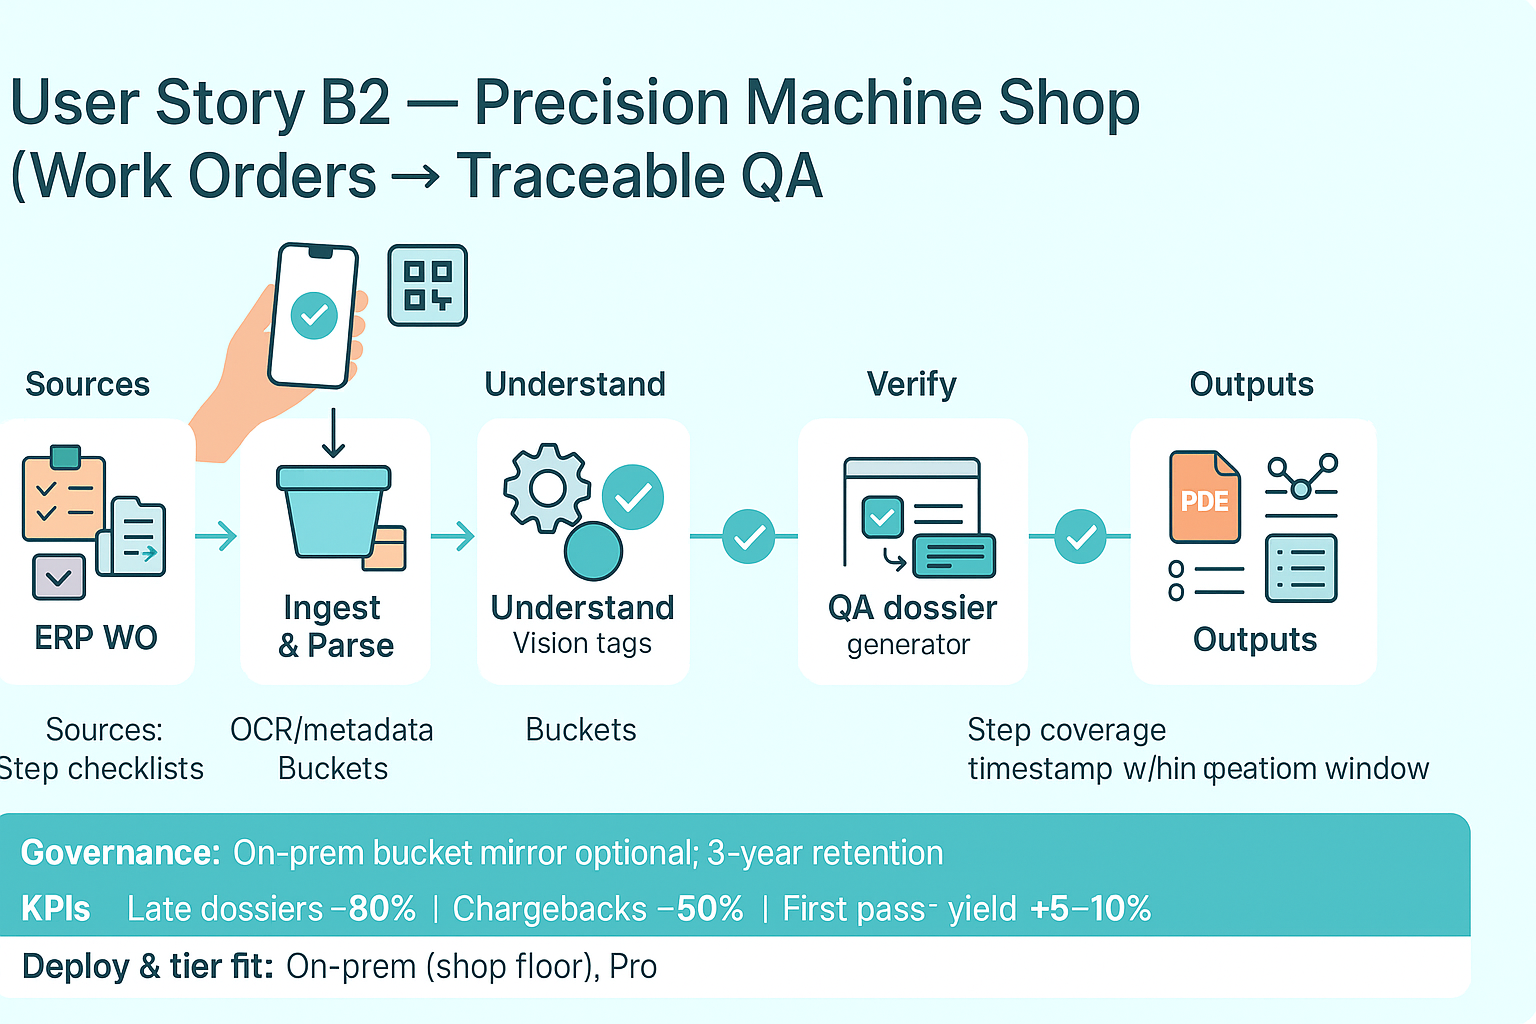 User Story B2 — Precision Machine Shop
(Work Orders → Traceable QA
Sources
Understand
Verify
Outputs
ERP WO
Ingest
& Parse
Understand
Vision tags
QA dossier
generator
PDE
Outputs
Sources:
Step checklists
OCR/metadata
Buckets
Buckets
Step coverage
timestamp w/hin qpeatiom window
Governance: On-prem bucket mirror optional; 3-year retention
KPIs Late dossiers –80% | Chargebacks –50% | First pass- yield +5–10%
Deploy & tier fit: On-prem (shop floor), Pro